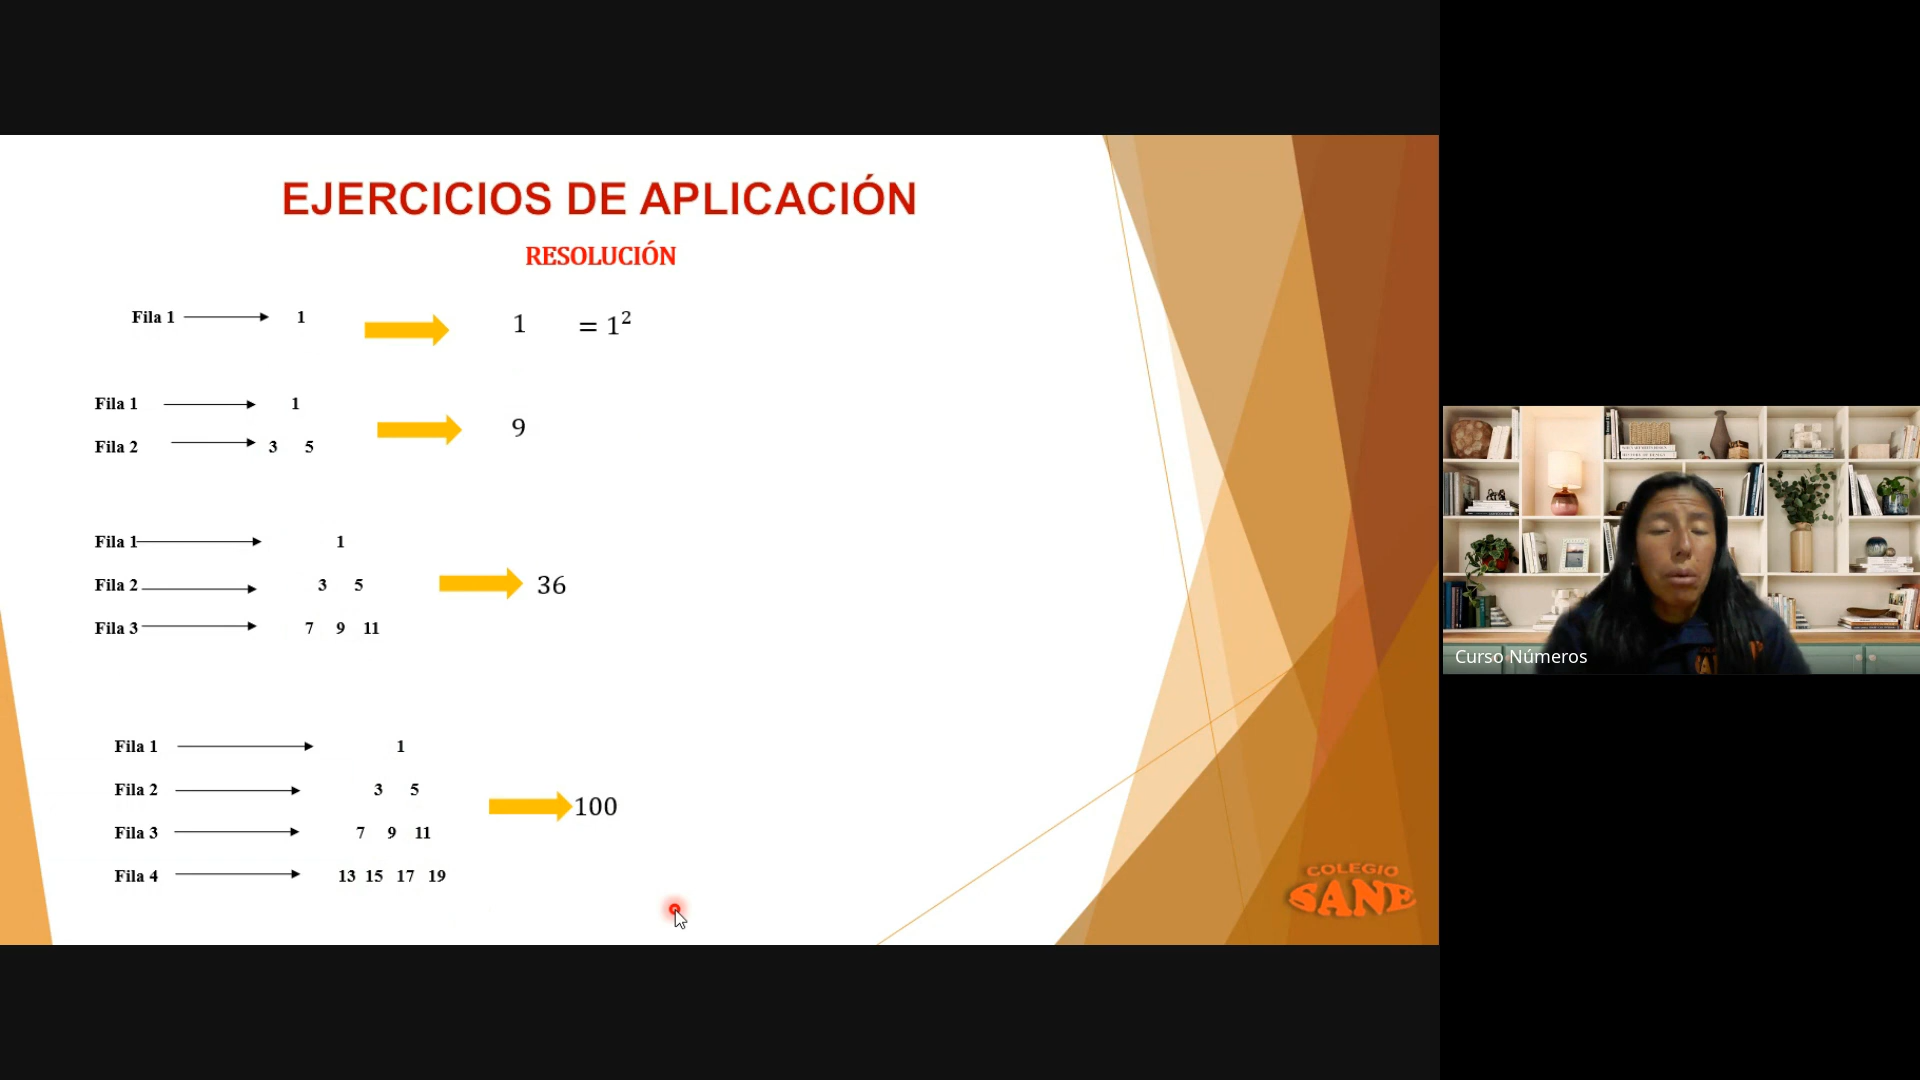 EJERCICIOS DE APLICACIÓN
RESOLUCIÓN
Fila 1 1 1 = 1²
Fila 1 1
Fila 2 3 5
9
Fila 1 1
Fila 2 3 5
Fila 3 7 9 11
36
Fila 1 1
Fila 2 3 5
Fila 3 7 9 11
Fila 4 13 15 17 19
100
COLEGIO
SANE
Curso Números